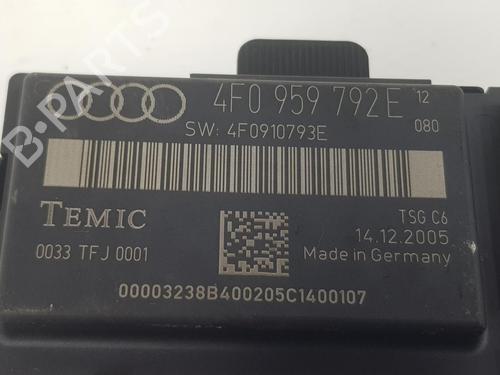 B-PARTS
4F0 959 792E 12
080
SW: 4F0910793E
TEMIC
TSG C6
14.12.2005
0033 TFJ 0001
Made in Germany
00003238B400205C1400107